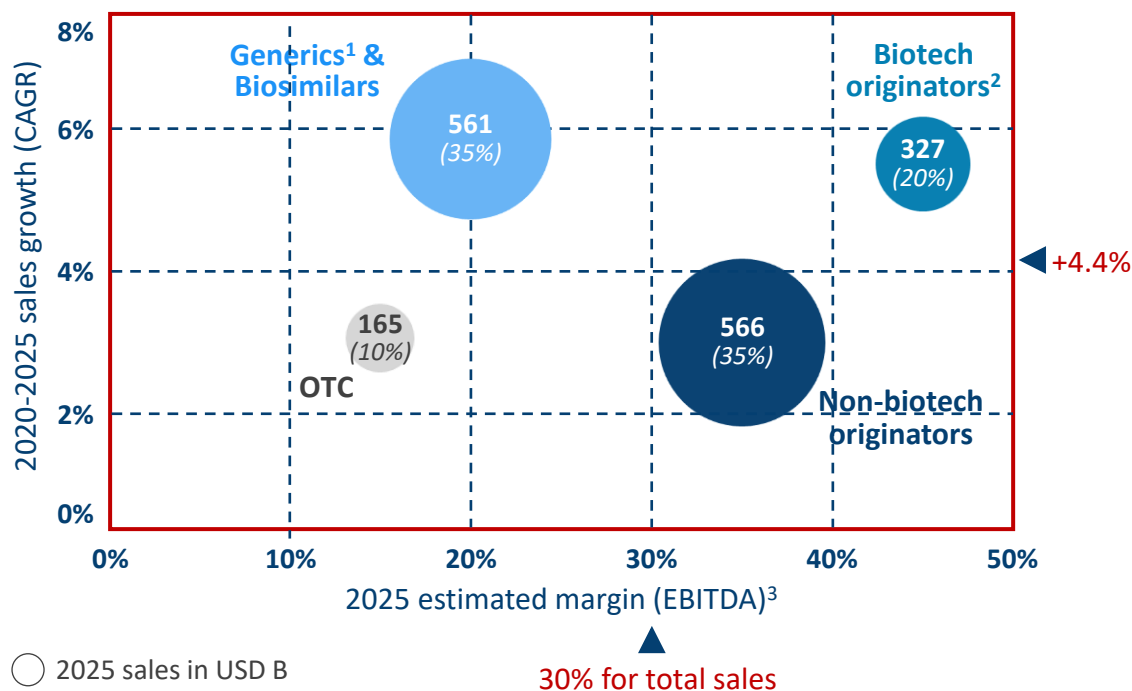 2020-2025 sales growth (CAGR)
8%
6%
4%
2%
0%
Generics¹ &
Biosimilars
561
(35%)
Biotech
originators²
327
(20%)
+4.4%
165
(10%)
OTC
566
(35%)
Non-biotech
originators
0%
10%
20%
30%
40%
50%
2025 estimated margin (EBITDA)³
2025 sales in USD B
30% for total sales